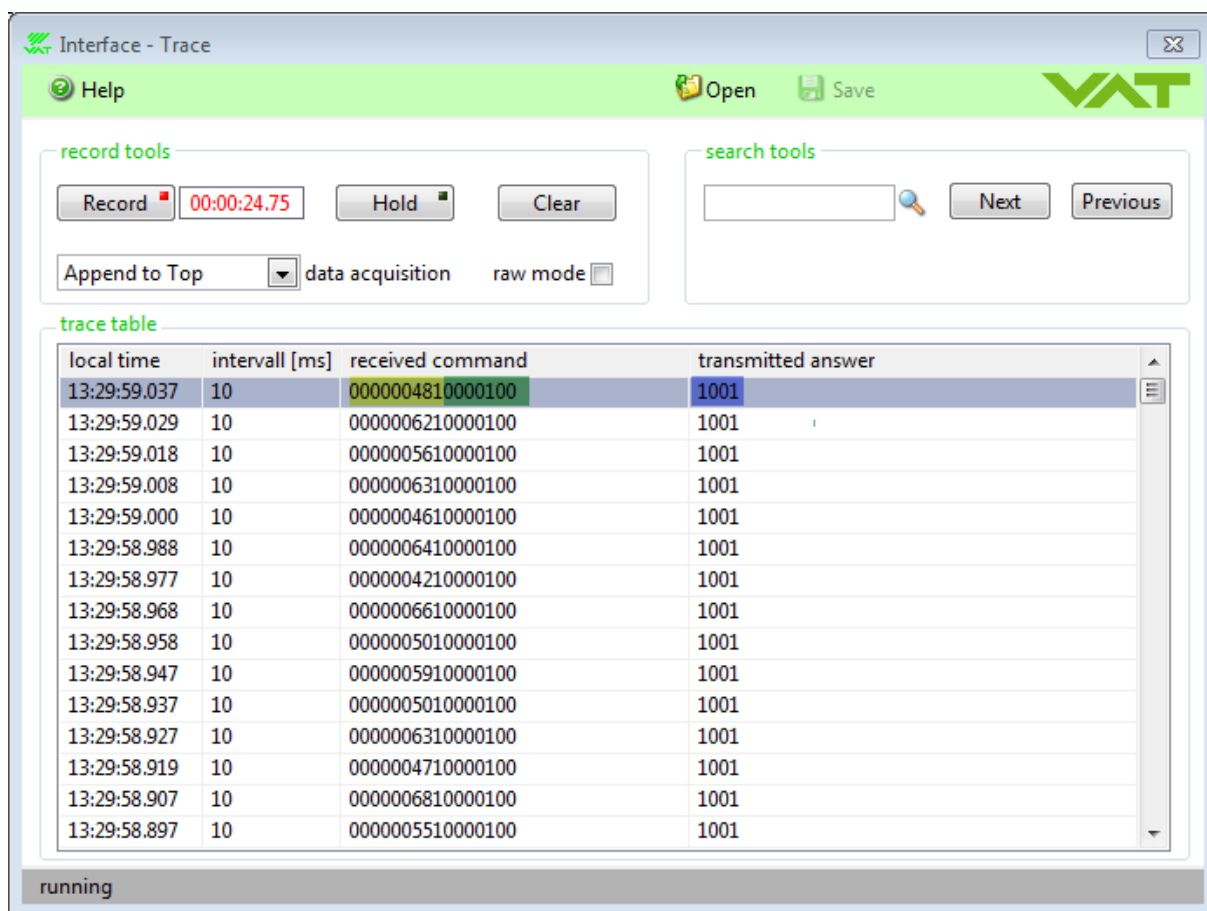 VAT Interface - Trace
Help Open Save VAT
record tools
Record 00:00:24.75 Hold Clear
Append to Top data acquisition raw mode
search tools
Next Previous
trace table
local time intervall [ms] received command transmitted answer
13:29:59.037 10 0000004810000100 1001
13:29:59.029 10 0000006210000100 1001
13:29:59.018 10 0000005610000100 1001
13:29:59.008 10 0000006310000100 1001
13:29:59.000 10 0000004610000100 1001
13:29:58.988 10 0000006410000100 1001
13:29:58.977 10 0000004210000100 1001
13:29:58.968 10 0000006610000100 1001
13:29:58.958 10 0000005010000100 1001
13:29:58.947 10 0000005910000100 1001
13:29:58.937 10 0000005010000100 1001
13:29:58.927 10 0000006310000100 1001
13:29:58.919 10 0000004710000100 1001
13:29:58.907 10 0000006810000100 1001
13:29:58.897 10 0000005510000100 1001
running